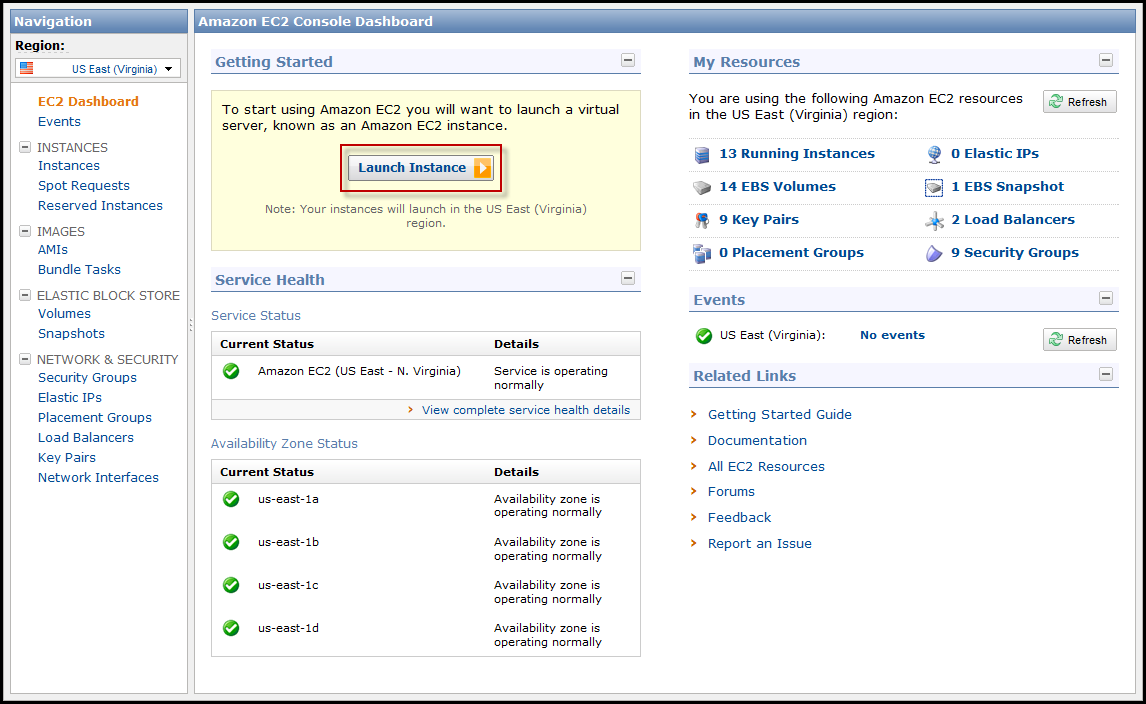 Navigation
Region:
US East (Virginia)
EC2 Dashboard
Events
INSTANCES
Instances
Spot Requests
Reserved Instances
IMAGES
AMIs
Bundle Tasks
ELASTIC BLOCK STORE
Volumes
Snapshots
NETWORK & SECURITY
Security Groups
Elastic IPs
Placement Groups
Load Balancers
Key Pairs
Network Interfaces
Amazon EC2 Console Dashboard
Getting Started
To start using Amazon EC2 you will want to launch a virtual
server, known as an Amazon EC2 instance.
Launch Instance
Note: Your instances will launch in the US East (Virginia)
region.
Service Health
Service Status
Current Status Details
Amazon EC2 (US East - N. Virginia) Service is operating
normally
View complete service health details
Availability Zone Status
Current Status Details
us-east-1a Availability zone is
operating normally
us-east-1b Availability zone is
operating normally
us-east-1c Availability zone is
operating normally
us-east-1d Availability zone is
operating normally
My Resources
You are using the following Amazon EC2 resources
in the US East (Virginia) region:
Refresh
13 Running Instances 0 Elastic IPs
14 EBS Volumes 1 EBS Snapshot
9 Key Pairs 2 Load Balancers
0 Placement Groups 9 Security Groups
Events
US East (Virginia): No events
Refresh
Related Links
Getting Started Guide
Documentation
All EC2 Resources
Forums
Feedback
Report an Issue